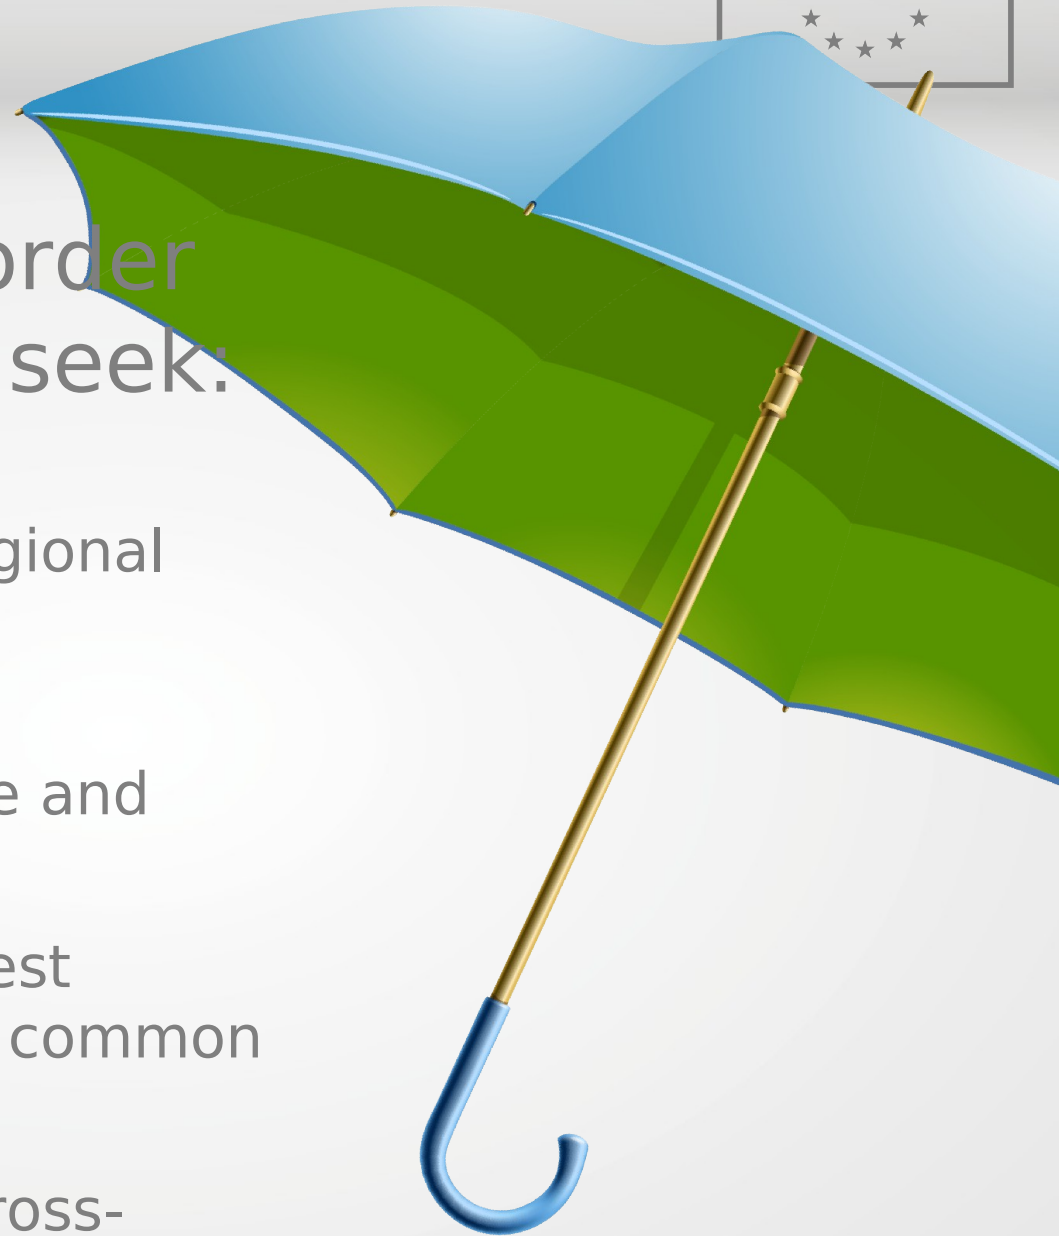 order
seek:
gional
e and
est
common
ross-